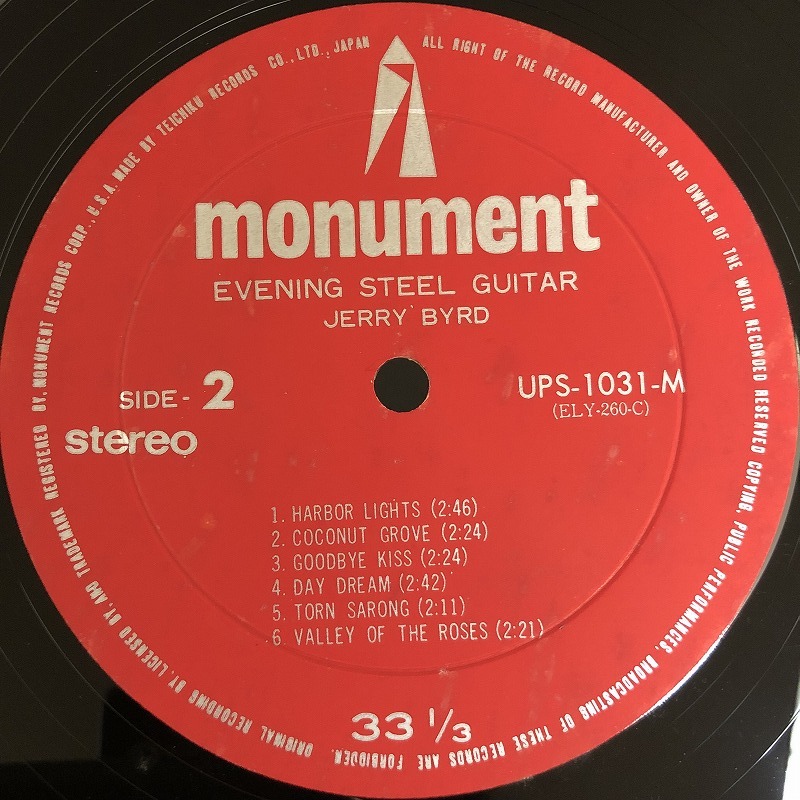 ORIGINAL RECORDING BY, LICENSED BY, AND TRADEMARK REGISTERED BY, MONUMENT RECORDS CORP., U.S.A. MADE BY TEICHIKU RECORDS CO., LTD., JAPAN
ALL RIGHT OF THE RECORD MANUFACTURER AND OWNER OF THE WORK RECORDED RESERVED COPYING, PUBLIC PERFORMANCES, BROADCASTING OF THESE RECORDS ARE FORBIDDEN.
monument
EVENING STEEL GUITAR
JERRY BYRD
SIDE-2
UPS-1031-M
(ELY-260-C)
stereo
1. HARBOR LIGHTS (2:46)
2. COCONUT GROVE (2:24)
3. GOODBYE KISS (2:24)
4. DAY DREAM (2:42)
5. TORN SARONG (2:11)
6. VALLEY OF THE ROSES (2:21)
33 1/3